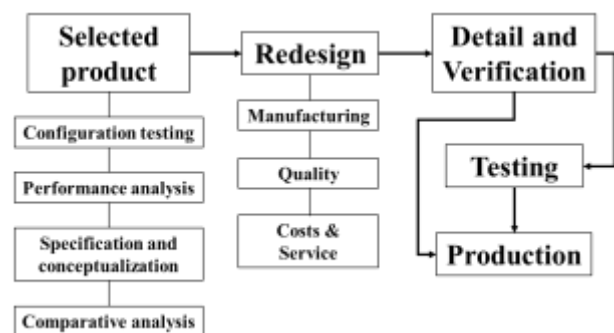 Selected
product
Configuration testing
Performance analysis
Specification and
conceptualization
Comparative analysis
Redesign
Manufacturing
Quality
Costs &
Service
Detail and
Verification
Testing
Production